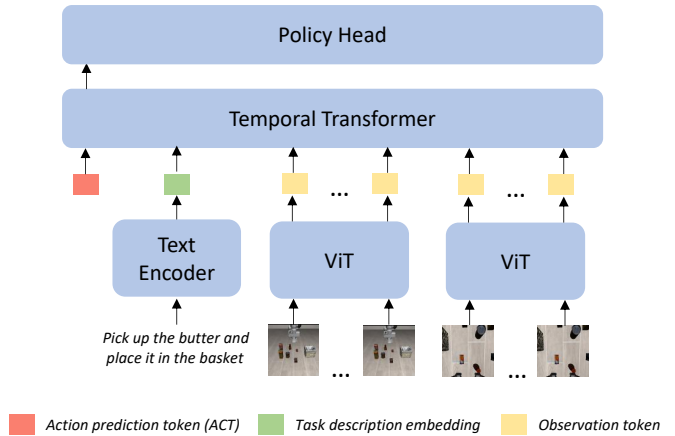 Policy Head
Temporal Transformer
...
...
Text
Encoder
ViT
ViT
Pick up the butter and
place it in the basket
...
...
Action prediction token (ACT)
Task description embedding
Observation token